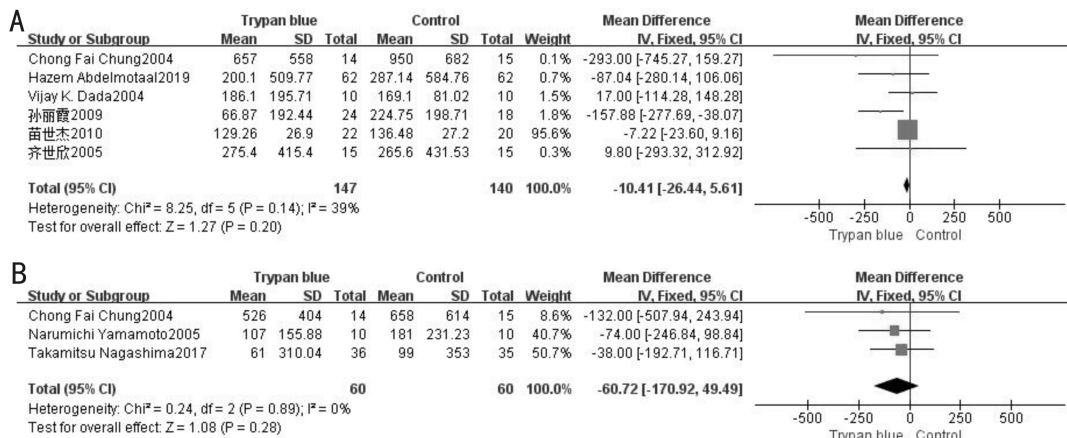 A
Trypan blue Control Mean Difference Mean Difference
Study or Subgroup Mean SD Total Mean SD Total Weight IV, Fixed, 95% CI IV, Fixed, 95% CI
Chong Fai Chung2004 657 558 14 950 682 15 0.1% -293.00 [-745.27, 159.27]
Hazem Abdelmotaal2019 200.1 509.77 62 287.14 584.76 62 0.7% -87.04 [-280.14, 106.06]
Vijay K. Dada2004 186.1 195.71 10 169.1 81.02 10 1.5% 17.00 [-114.28, 148.28]
孙丽霞2009 66.87 192.44 24 224.75 198.71 18 1.8% -157.88 [-277.69, -38.07]
苗世杰2010 129.26 26.9 22 136.48 27.2 20 95.6% -7.22 [-23.60, 9.16]
齐世欣2005 275.4 415.4 15 265.6 431.53 15 0.3% 9.80 [-293.32, 312.92]
Total (95% CI) 147 140 100.0% -10.41 [-26.44, 5.61]
Heterogeneity: Chi² = 8.25, df = 5 (P = 0.14); I² = 39%
Test for overall effect: Z = 1.27 (P = 0.20)
-500 -250 0 250 500
Trypan blue Control
B
Trypan blue Control Mean Difference Mean Difference
Study or Subgroup Mean SD Total Mean SD Total Weight IV, Fixed, 95% CI IV, Fixed, 95% CI
Chong Fai Chung2004 526 404 14 658 614 15 8.6% -132.00 [-507.94, 243.94]
Narumichi Yamamoto2005 107 155.88 10 181 231.23 10 40.7% -74.00 [-246.84, 98.84]
Takamitsu Nagashima2017 61 310.04 36 99 353 35 50.7% -38.00 [-192.71, 116.71]
Total (95% CI) 60 60 100.0% -60.72 [-170.92, 49.49]
Heterogeneity: Chi² = 0.24, df = 2 (P = 0.89); I² = 0%
Test for overall effect: Z = 1.08 (P = 0.28)
-500 -250 0 250 500
Trypan blue Control